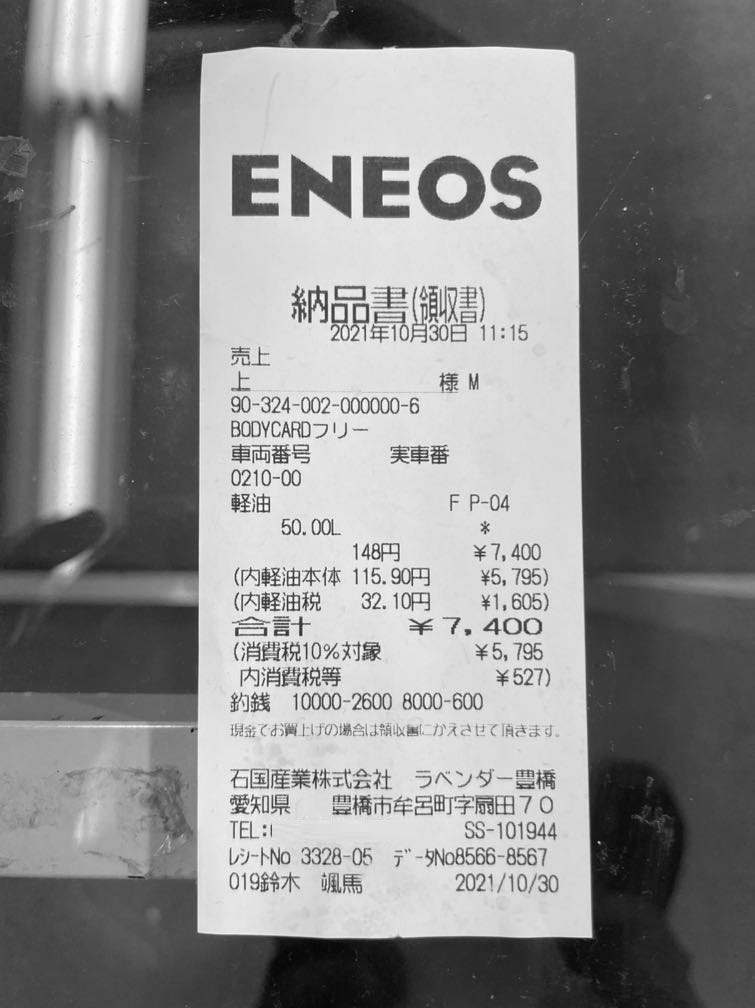 ENEOS
納品書(領収書)
2021年10月30日 11:15
売上
上 様 M
90-324-002-000000-6
BODYCARDフリー
車両番号 実車番
0210-00
軽油 F P-04
50.00L *
148円 ¥7,400
(内軽油本体 115.90円 ¥5,795)
(内軽油税 32.10円 ¥1,605)
合計 ¥7,400
(消費税10%対象 ¥5,795
内消費税等 ¥527)
釣銭 10000-2600 8000-600
現金でお買上げの場合は領収書にかえさせて頂きます。
石国産業株式会社 ラベンダー豊橋
愛知県 豊橋市牟呂町字扇田70
TEL: SS-101944
レシートNo 3328-05 データNo8566-8567
019鈴木 颯馬 2021/10/30